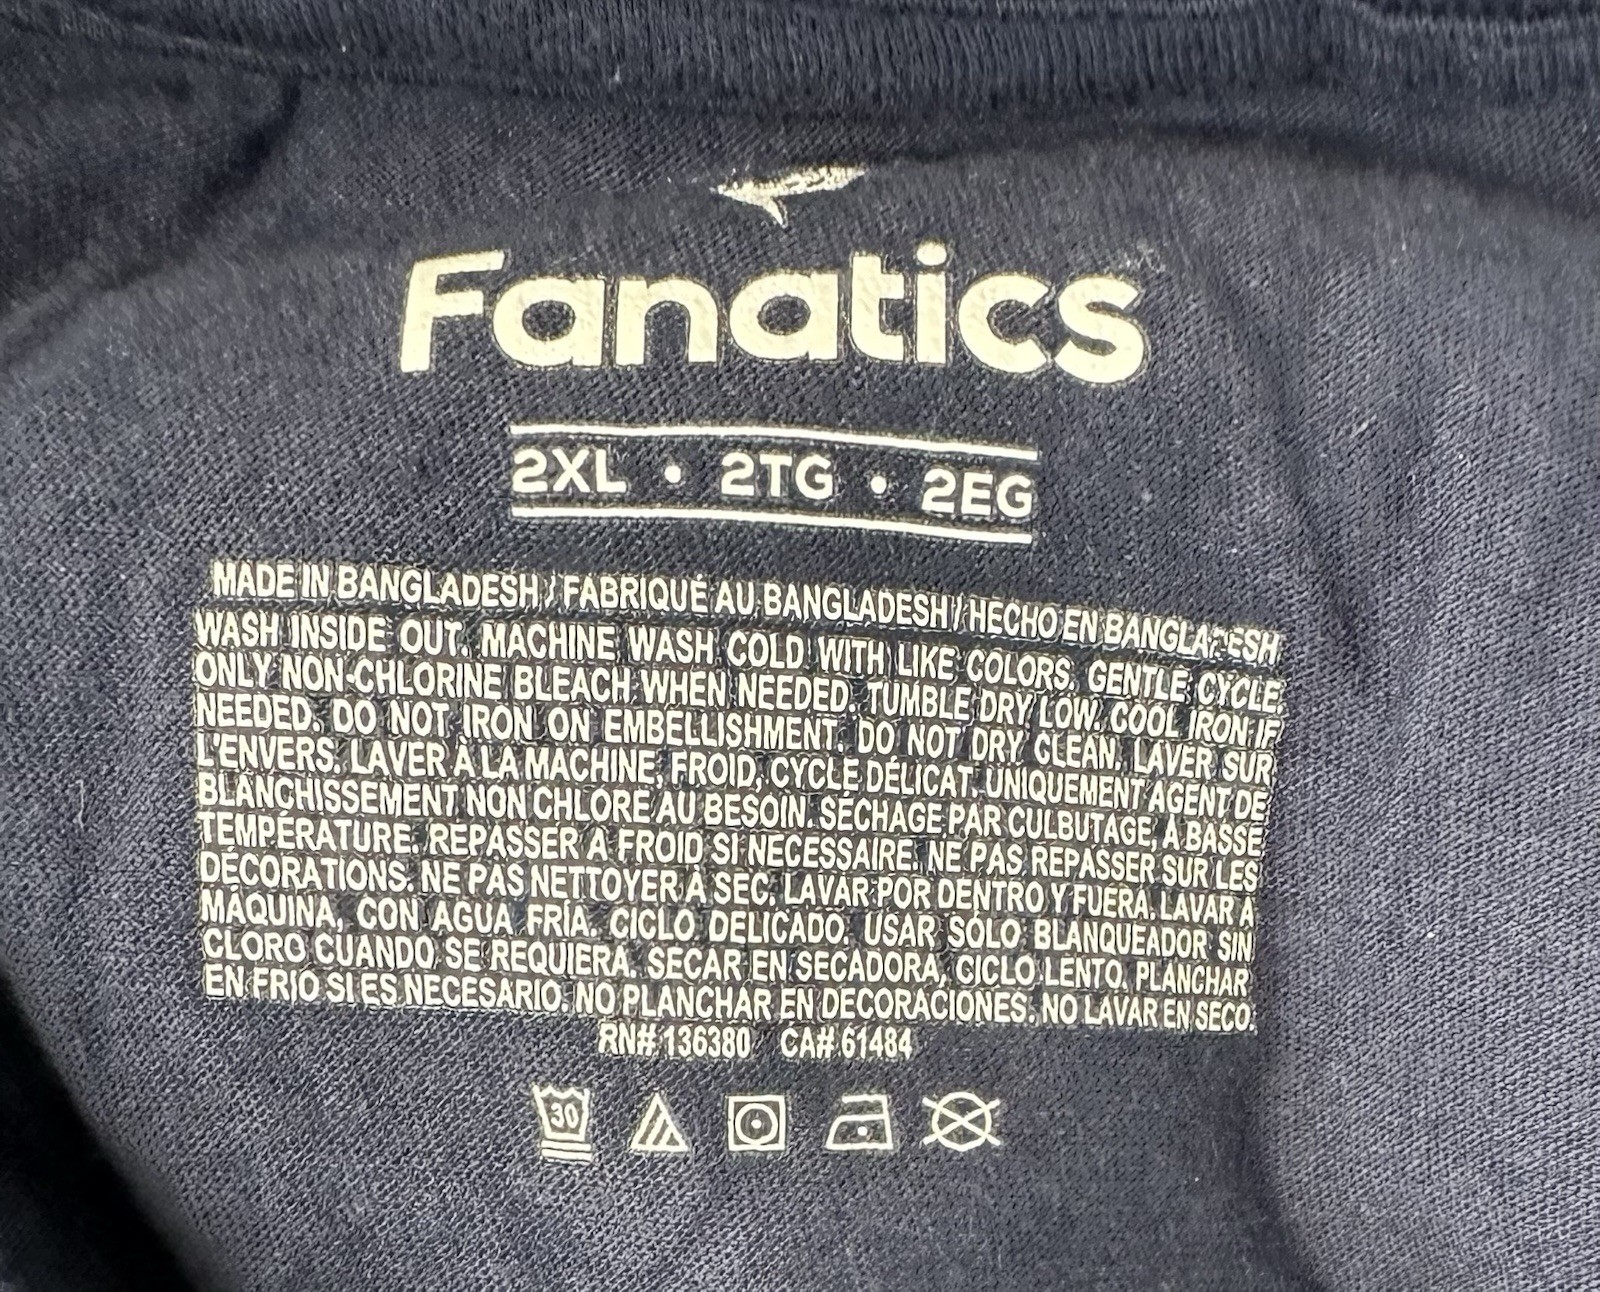 Fanatics
2XL • 2TG • 2EG
MADE IN BANGLADESH / FABRIQUÉ AU BANGLADESH / HECHO EN BANGLADESH
WASH INSIDE OUT. MACHINE WASH COLD WITH LIKE COLORS, GENTLE CYCLE.
ONLY NON-CHLORINE BLEACH WHEN NEEDED. TUMBLE DRY LOW. COOL IRON IF
NEEDED. DO NOT IRON ON EMBELLISHMENT. DO NOT DRY CLEAN. LAVER SUR
L'ENVERS. LAVER À LA MACHINE, FROID, CYCLE DÉLICAT. UNIQUEMENT AGENT DE
BLANCHISSEMENT NON CHLORE AU BESOIN. SÉCHAGE PAR CULBUTAGE, À BASSE
TEMPÉRATURE. REPASSER A FROID SI NECESSAIRE. NE PAS REPASSER SUR LES
DÉCORATIONS. NE PAS NETTOYER À SEC. LAVAR POR DENTRO Y FUERA. LAVAR A
MÁQUINA, CON AGUA FRÍA. CICLO DELICADO. USAR SÓLO BLANQUEADOR SIN
CLORO CUANDO SE REQUIERA. SECAR EN SECADORA, CICLO LENTO. PLANCHAR
EN FRÍO SI ES NECESARIO. NO PLANCHAR EN DECORACIONES. NO LAVAR EN SECO.
RN# 136380 CA# 61484
30